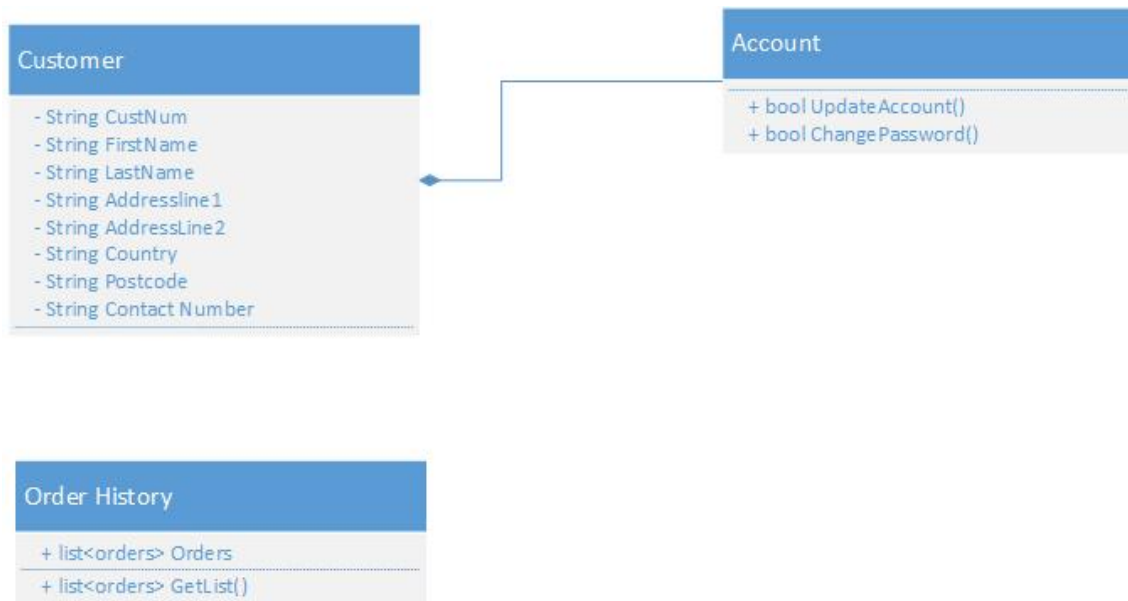 Customer
- String CustNum
- String FirstName
- String LastName
- String Addressline1
- String AddressLine2
- String Country
- String Postcode
- String Contact Number
Account
+ bool UpdateAccount()
+ bool ChangePassword()
Order History
+ list<orders> Orders
+ list<orders> GetList()